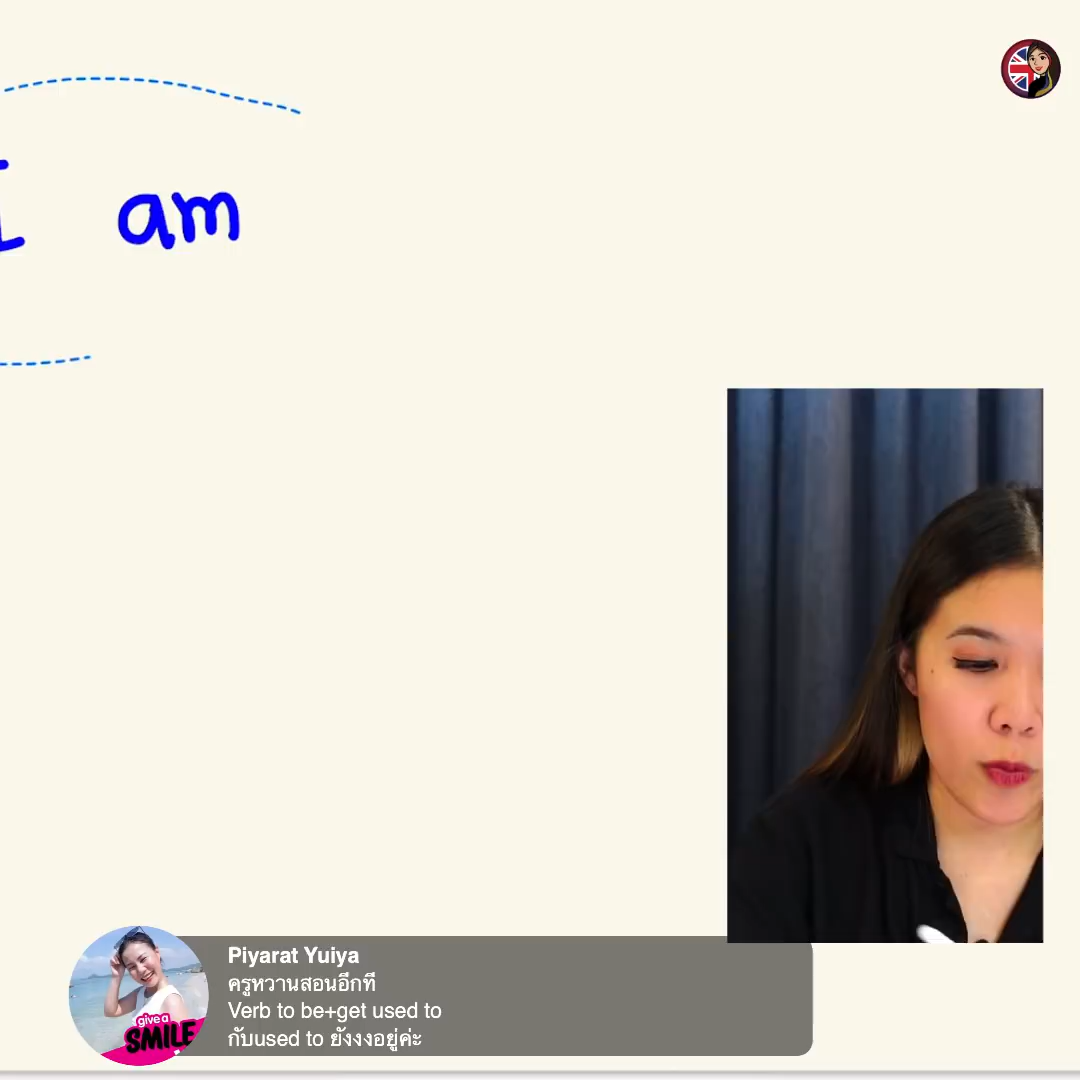 I am
Piyarat Yuiya
ครูหวานสอนอีกที
Verb to be+get used to
กับused to ยังงงอยู่ค่ะ
give a
SMILE